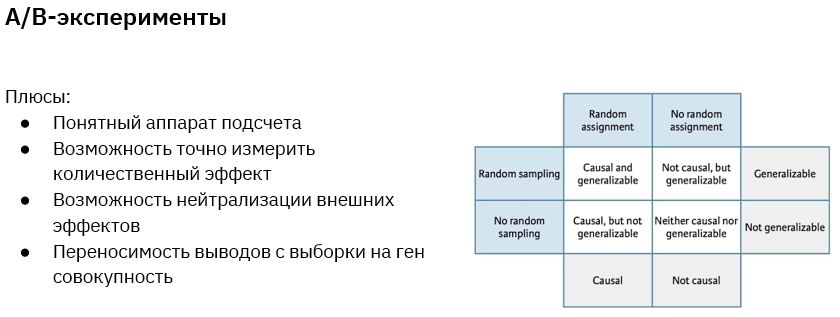 A/B-эксперименты
Плюсы:
● Понятный аппарат подсчета
● Возможность точно измерить
количественный эффект
● Возможность нейтрализации внешних
эффектов
● Переносимость выводов с выборки на ген
совокупность
Random
assignment
No random
assignment
Random sampling
Causal and
generalizable
Not causal, but
generalizable
Generalizable
No random
sampling
Causal, but not
generalizable
Neither causal nor
generalizable
Not generalizable
Causal
Not causal